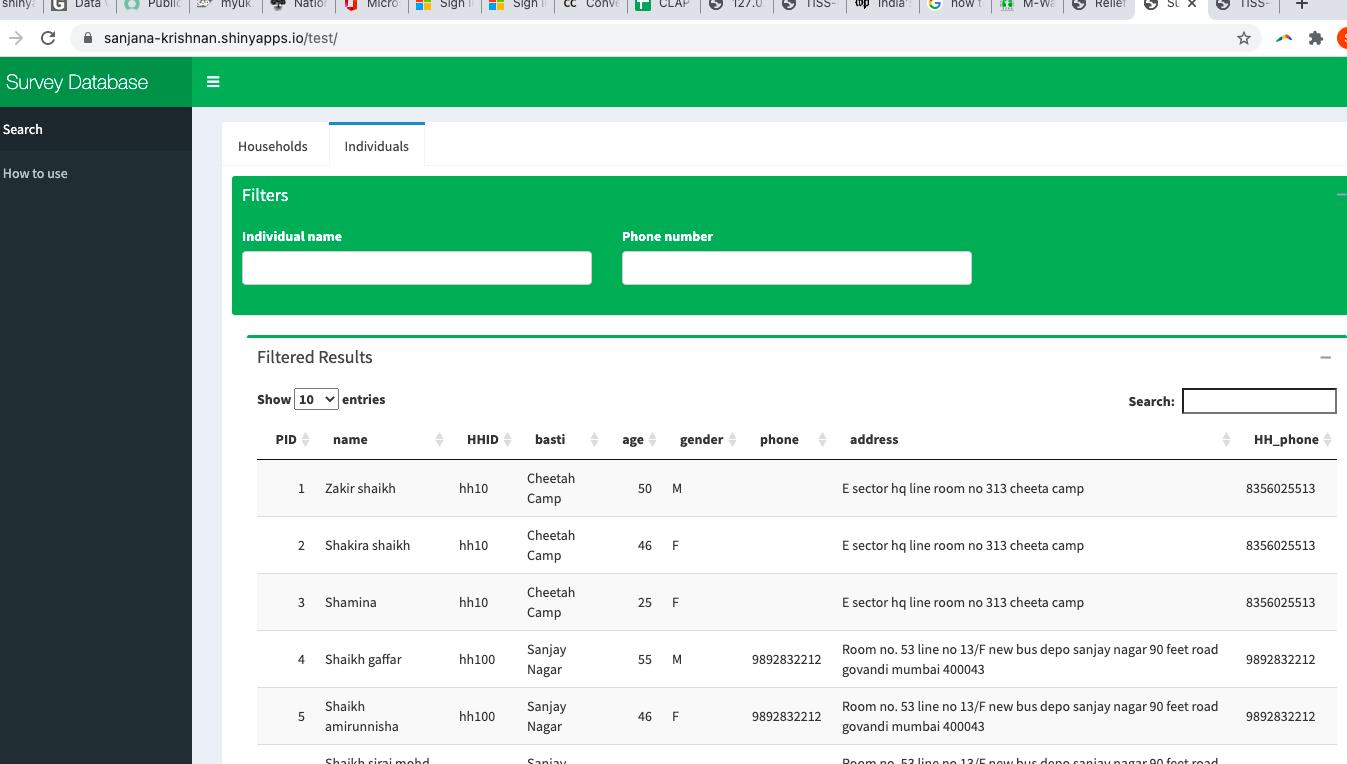 shinya Data Public myuk. Nation Micro Sign i Sign i CC Conve CLAP 127.0. TISS- India' how t M-Wa Relief Su TISS-
sanjana-krishnan.shinyapps.io/test/
Survey Database
Search
How to use
Households Individuals
Filters
Individual name Phone number
Filtered Results
Show 10 entries Search:
PID name HHID basti age gender phone address HH_phone
1 Zakir shaikh hh10 Cheetah Camp 50 M E sector hq line room no 313 cheeta camp 8356025513
2 Shakira shaikh hh10 Cheetah Camp 46 F E sector hq line room no 313 cheeta camp 8356025513
3 Shamina hh10 Cheetah Camp 25 F E sector hq line room no 313 cheeta camp 8356025513
4 Shaikh gaffar hh100 Sanjay Nagar 55 M 9892832212 Room no. 53 line no 13/F new bus depo sanjay nagar 90 feet road govandi mumbai 400043 9892832212
5 Shaikh amirunnisha hh100 Sanjay Nagar 46 F 9892832212 Room no. 53 line no 13/F new bus depo sanjay nagar 90 feet road govandi mumbai 400043 9892832212
Shaikh siraj mohd Sanjay Room no. 53 line no 13/F new bus depo sanjay nagar 90 feet road